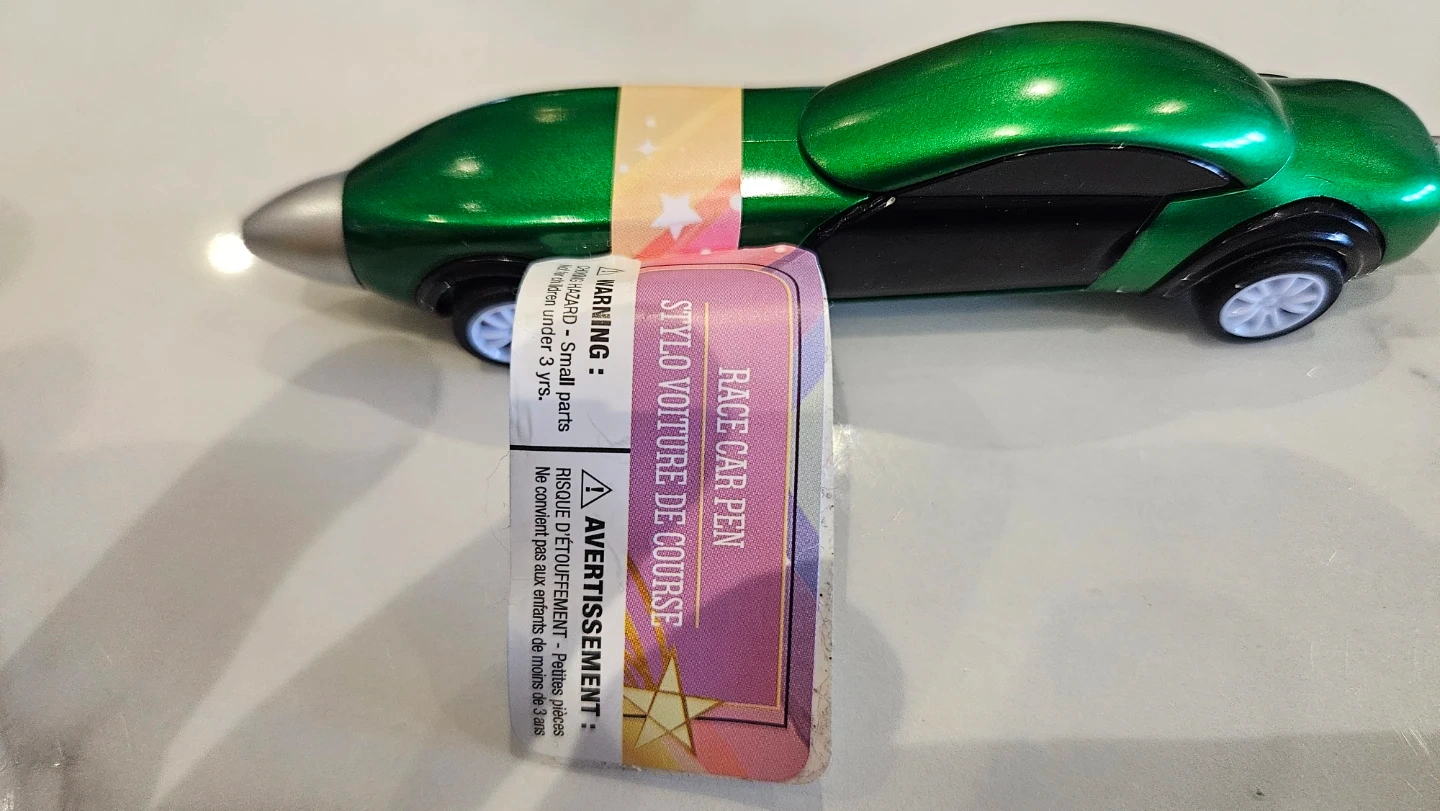 RACE CAR PEN
STYLO VOITURE DE COURSE
WARNING :
CHOKING HAZARD - Small parts
Not for children under 3 yrs.
AVERTISSEMENT :
RISQUE D'ÉTOUFFEMENT - Petites pièces
Ne convient pas aux enfants de moins de 3 ans